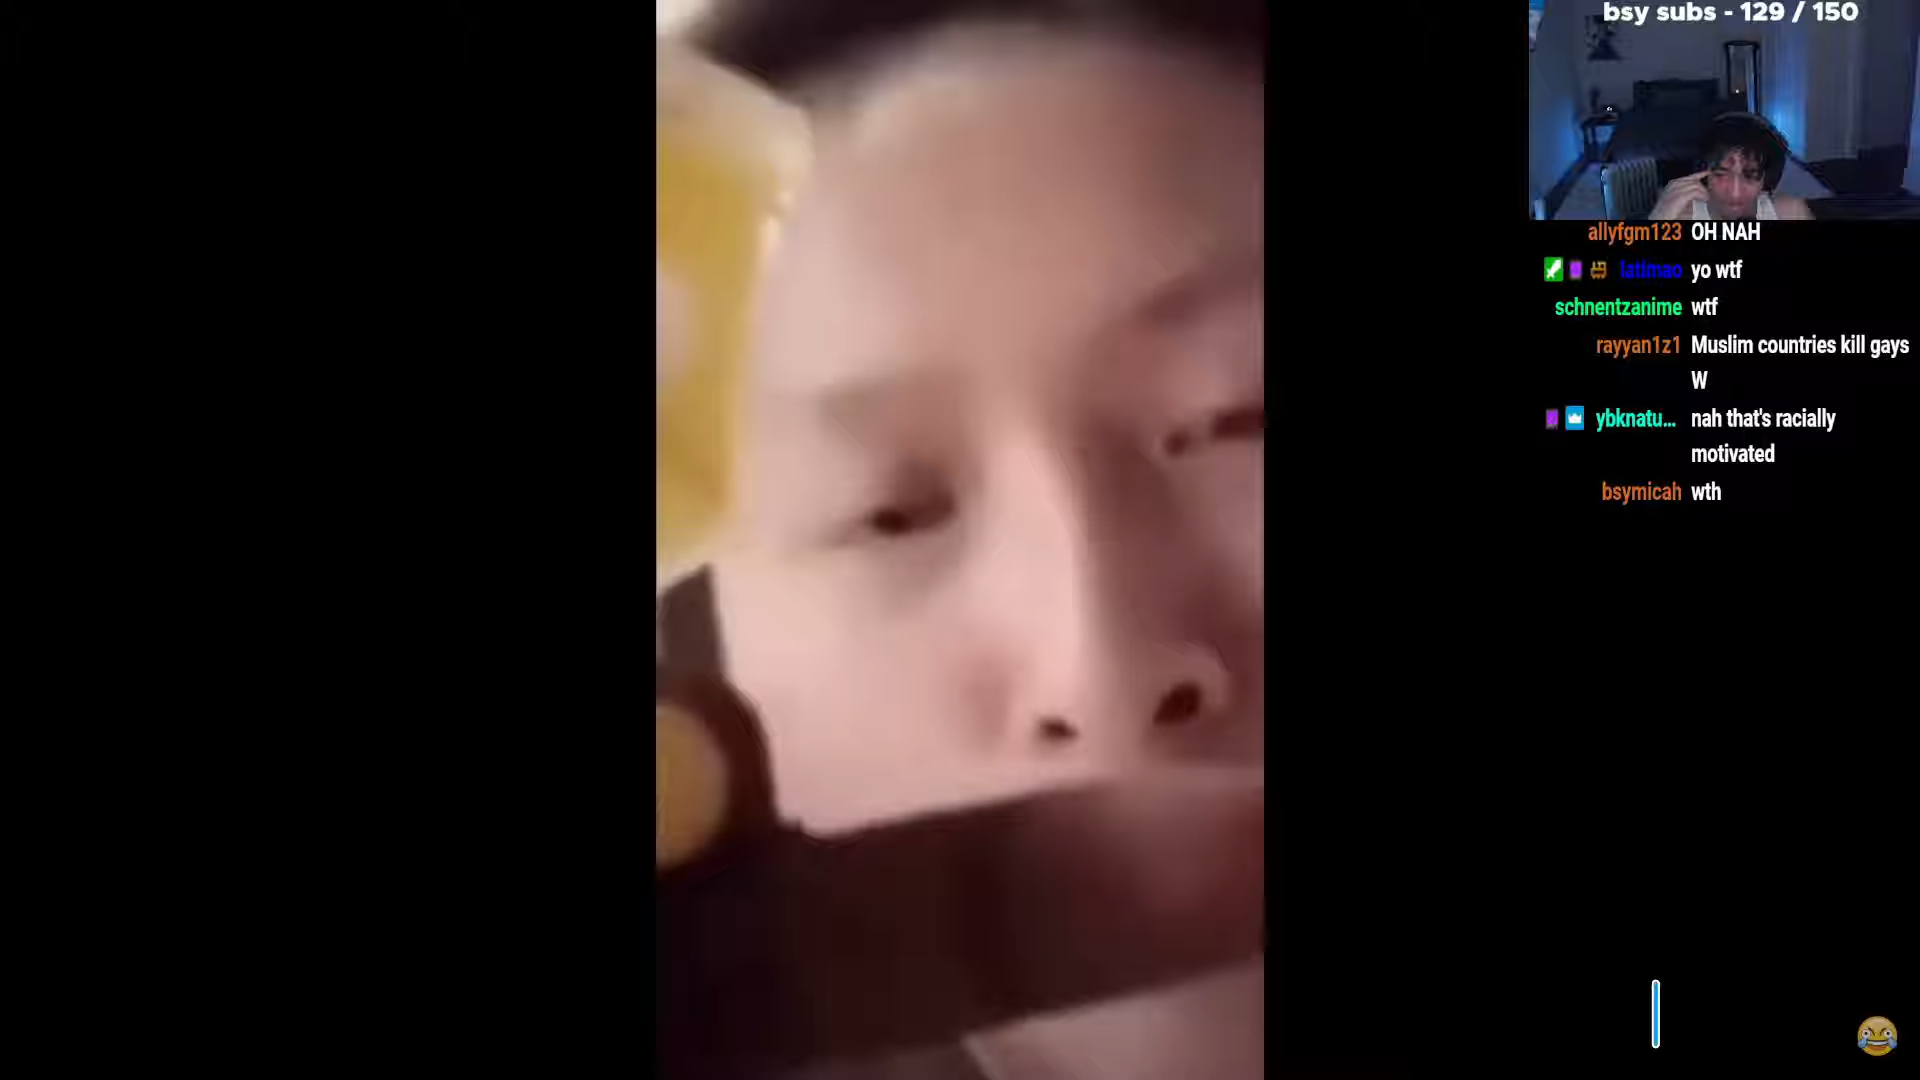 bsy subs - 129 / 150
allyfgm123 OH NAH
latlmao yo wtf
schnentzanime wtf
rayyan1z1 Muslim countries kill gays
W
ybknatu... nah that's racially
motivated
bsymicah wth